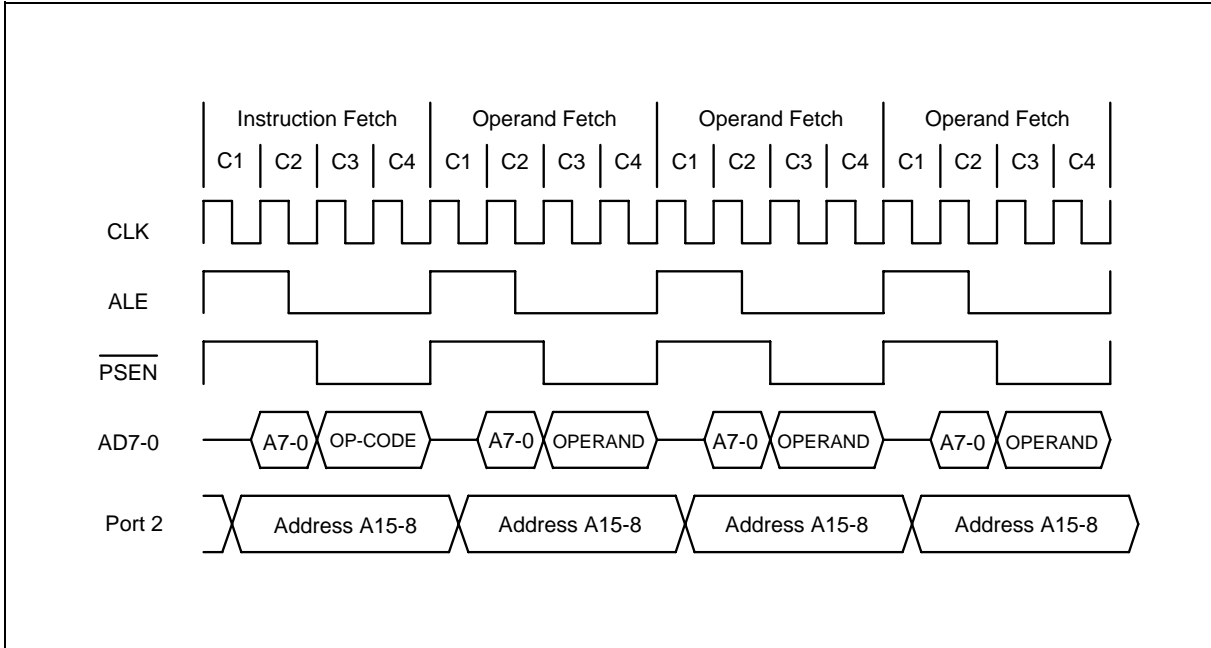 Instruction Fetch Operand Fetch Operand Fetch Operand Fetch
C1 C2 C3 C4 C1 C2 C3 C4 C1 C2 C3 C4 C1 C2 C3 C4
CLK
ALE
PSEN
AD7-0 A7-0 OP-CODE A7-0 OPERAND A7-0 OPERAND A7-0 OPERAND
Port 2 Address A15-8 Address A15-8 Address A15-8 Address A15-8